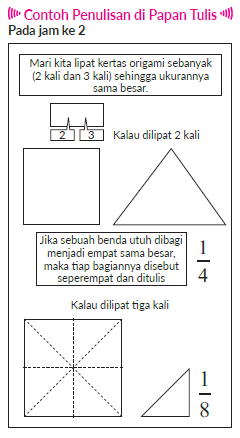 Contoh Penulisan di Papan Tulis
Pada jam ke 2
Mari kita lipat kertas origami sebanyak
(2 kali dan 3 kali) sehingga ukurannya
sama besar.
2 3
Kalau dilipat 2 kali
Jika sebuah benda utuh dibagi
menjadi empat sama besar,
maka tiap bagiannya disebut
seperempat dan ditulis
1
4
Kalau dilipat tiga kali
1
8